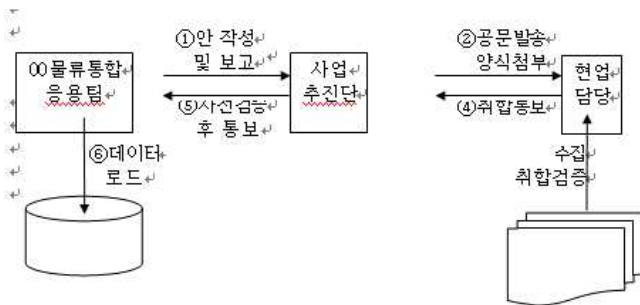 00물류통합
응용팀
①안 작성
및 보고
사업
추진단
②공문발송
양식첨부
현업
담당
⑤사전검증
후 통보
④취합통보
⑥데이터
로드
수집
취합검증